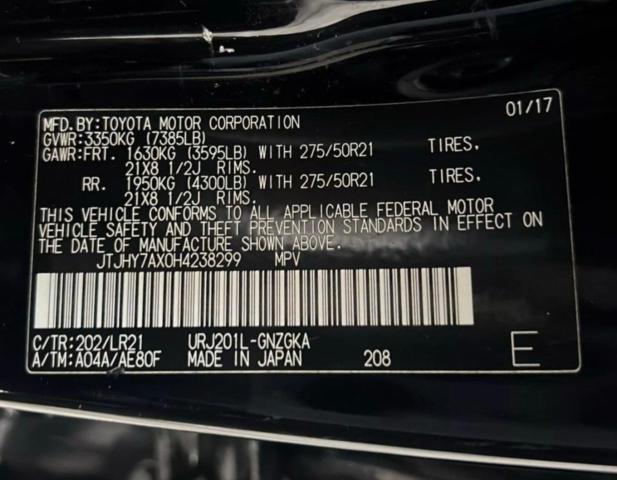 01/17
MFD.BY:TOYOTA MOTOR CORPORATION
GVWR:3350KG (7385LB)
GAWR:FRT. 1630KG (3595LB) WITH 275/50R21 TIRES,
21X8 1/2J RIMS.
RR. 1950KG (4300LB) WITH 275/50R21 TIRES,
21X8 1/2J RIMS.
THIS VEHICLE CONFORMS TO ALL APPLICABLE FEDERAL MOTOR
VEHICLE SAFETY AND THEFT PREVENTION STANDARDS IN EFFECT ON
THE DATE OF MANUFACTURE SHOWN ABOVE.
JTJHY7AX0H4238299 MPV
C/TR:202/LR21 URJ201L-GNZGKA
A/TM:A04A/AE80F MADE IN JAPAN 208 E